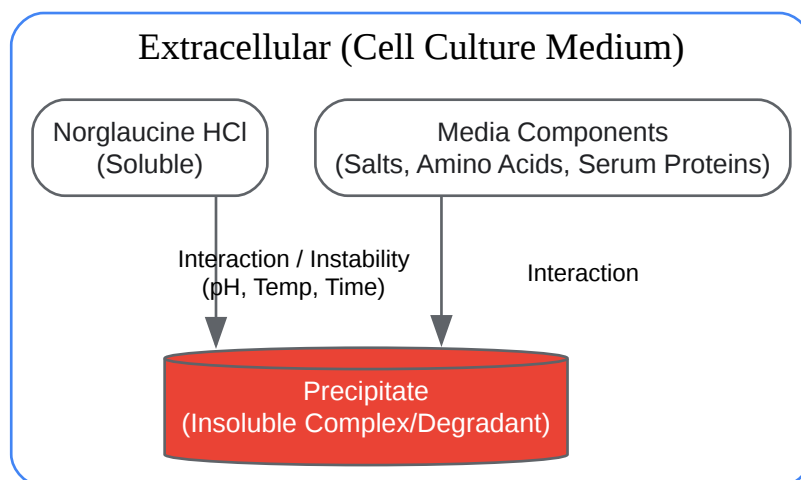 Extracellular (Cell Culture Medium)
Norglaucine HCl
(Soluble)
Media Components
(Salts, Amino Acids, Serum Proteins)
Interaction / Instability
(pH, Temp, Time)
Interaction
Precipitate
(Insoluble Complex/Degradant)